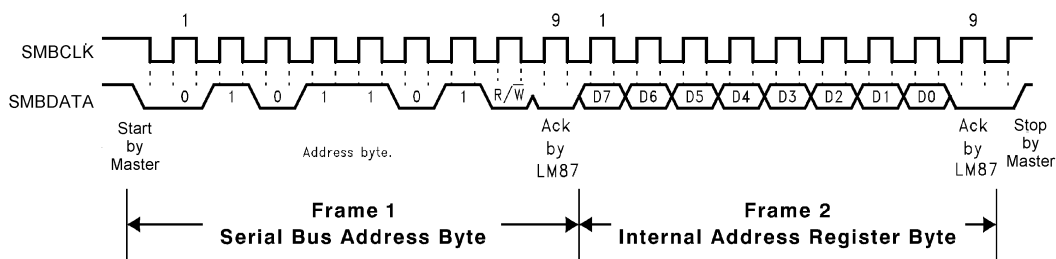 1 9 1 9
SMBCLK
SMBDATA 0 1 0 1 1 0 1 R/W̅ D7 D6 D5 D4 D3 D2 D1 D0
Start by Master
Address byte.
Ack by LM87
Ack by LM87
Stop by Master
Frame 1
Serial Bus Address Byte
Frame 2
Internal Address Register Byte